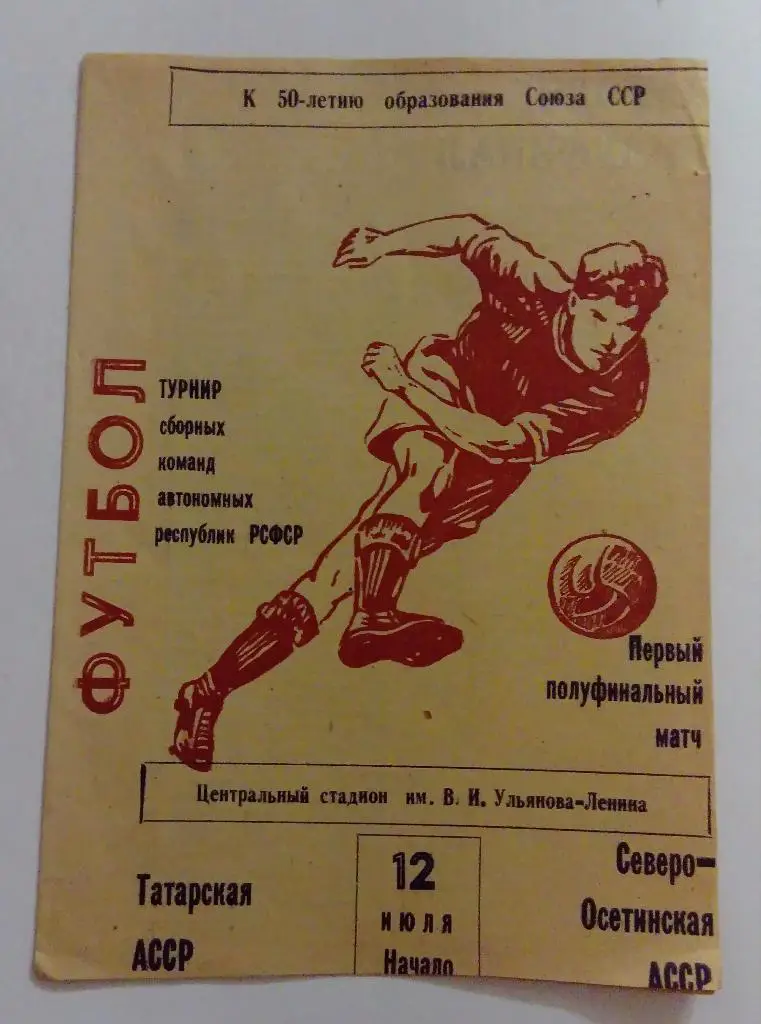 К 50-летию образования Союза ССР
ФУТБОЛ
ТУРНИР
сборных
команд
автономных
республик РСФСР
Первый
полуфинальный
матч
Центральный стадион им. В. И. Ульянова-Ленина
Татарская
АССР
12
июля
Начало
Северо-
Осетинская
АССР